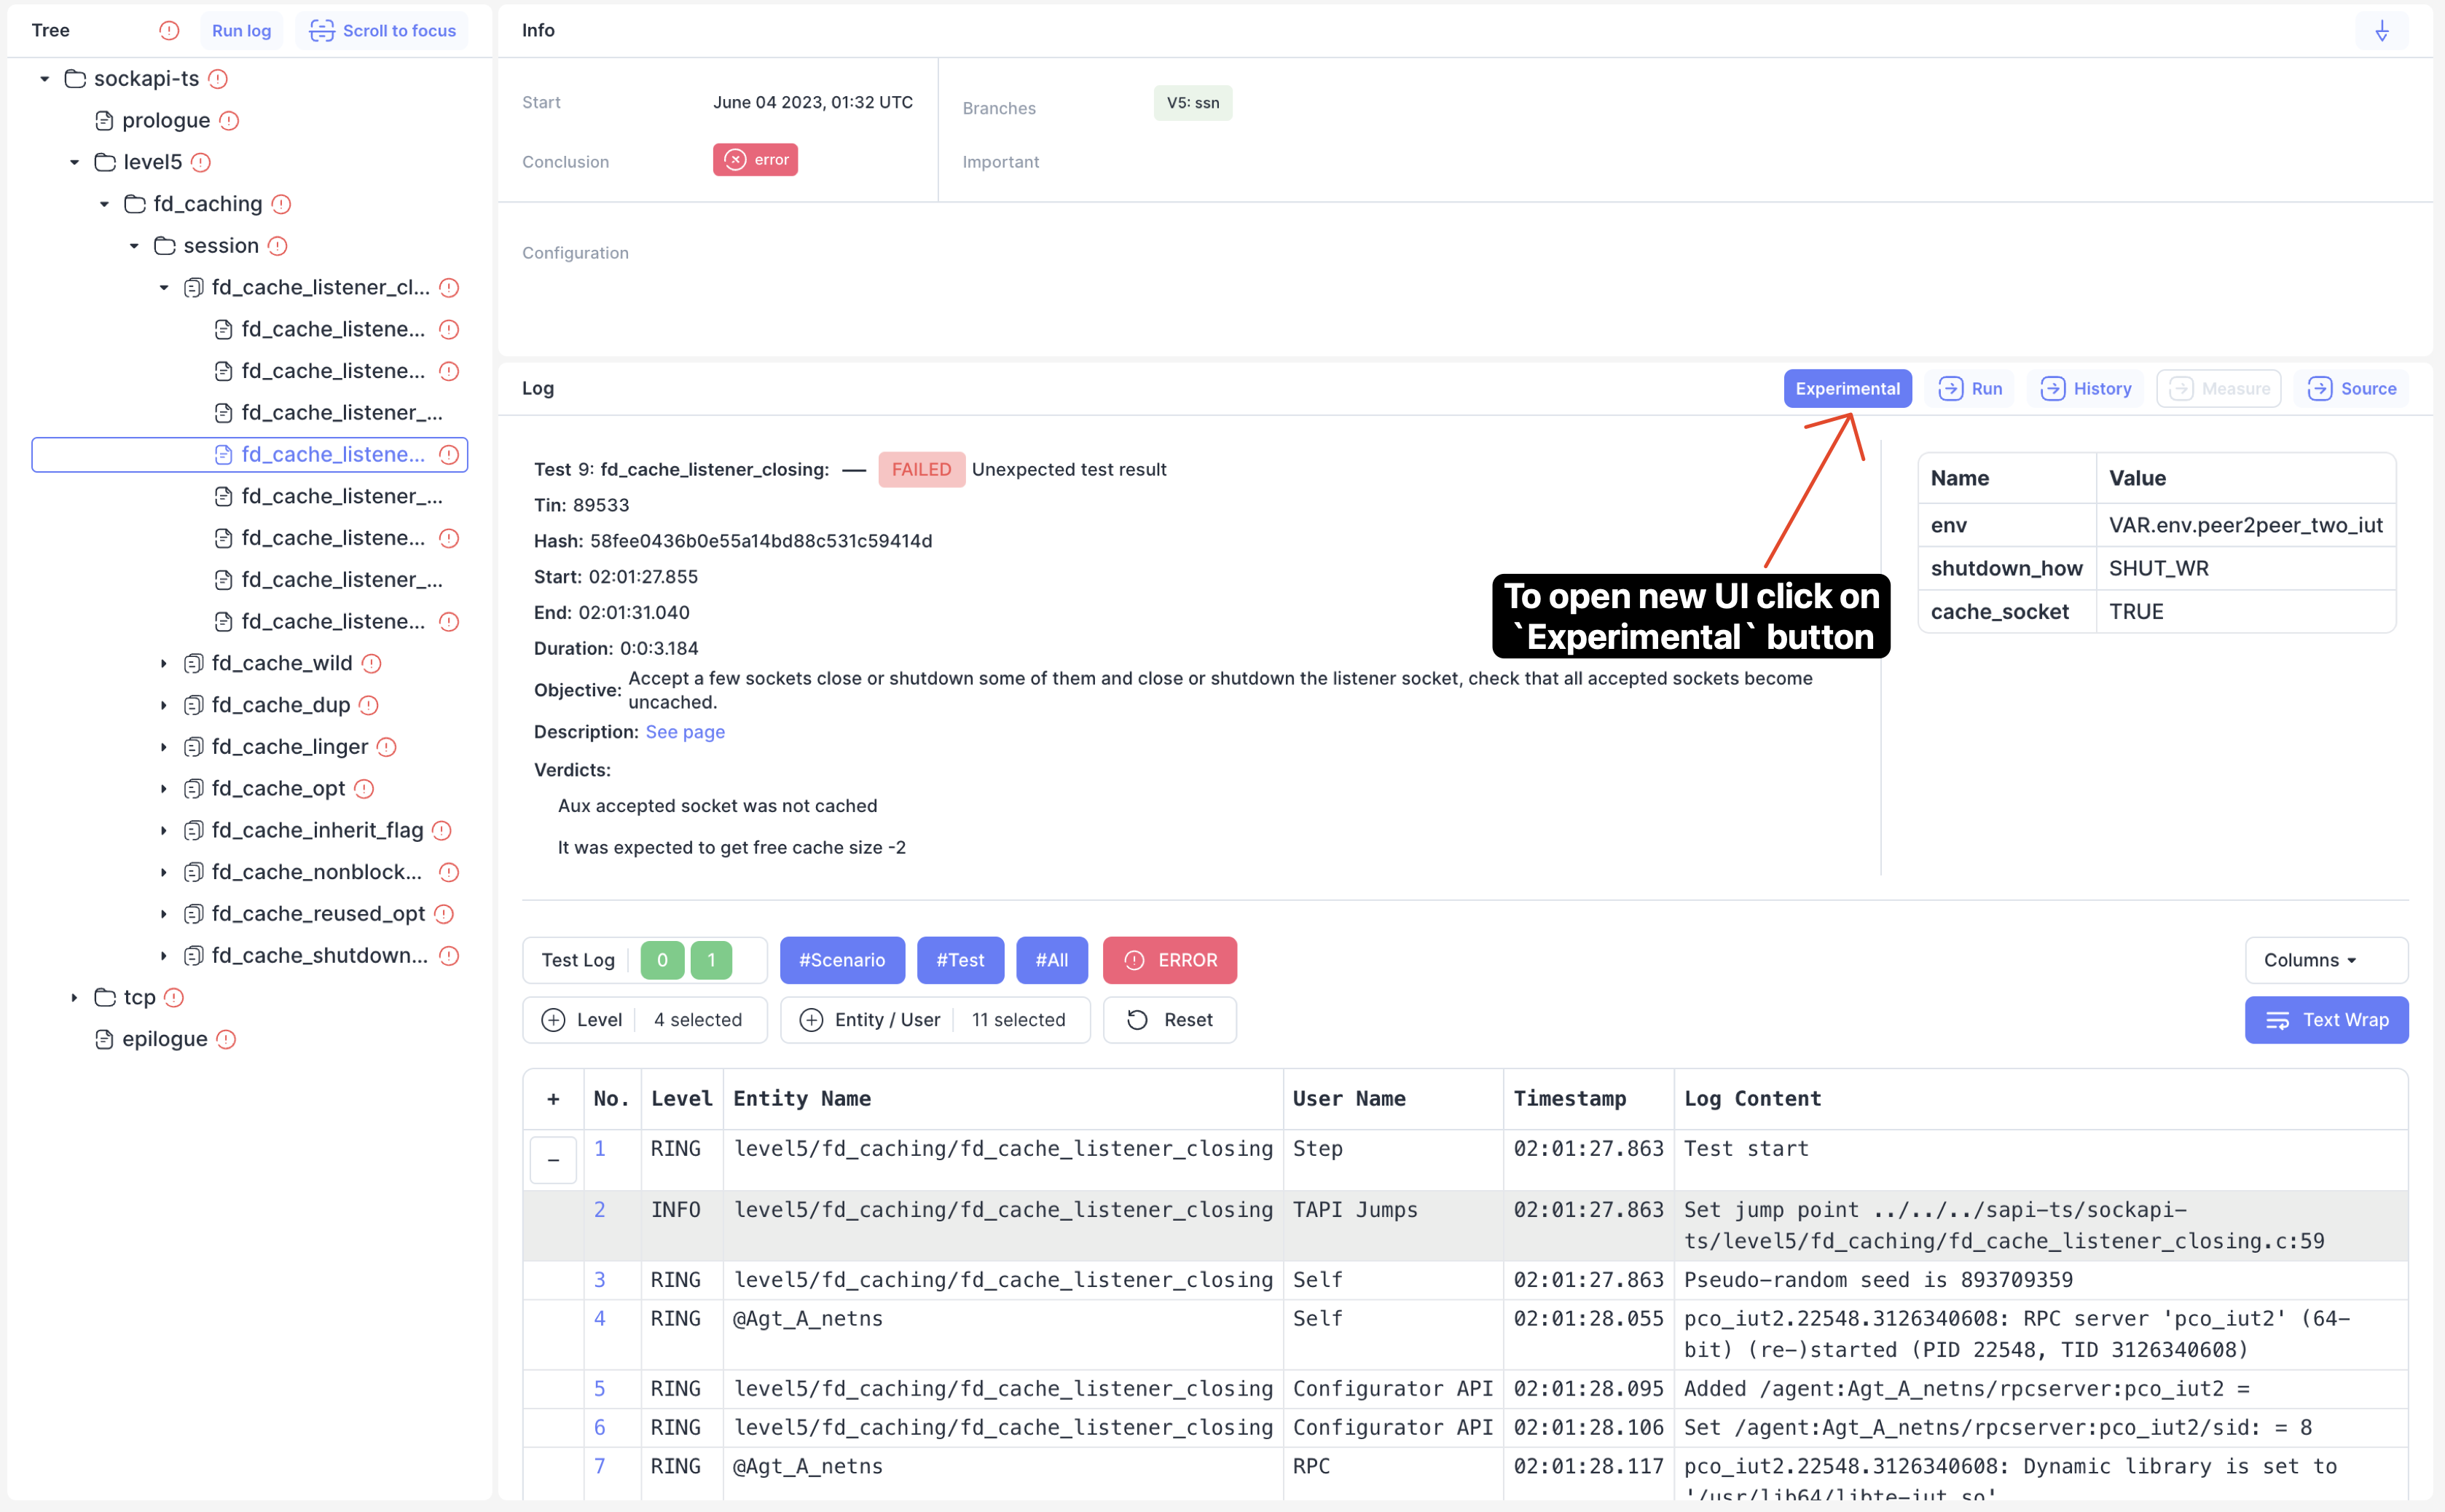 Tree
Run log
Scroll to focus
sockapi-ts
prologue
level5
fd_caching
session
fd_cache_listener_cl...
fd_cache_listene...
fd_cache_listene...
fd_cache_listener_...
fd_cache_listene...
fd_cache_listener_...
fd_cache_listene...
fd_cache_listener_...
fd_cache_listene...
fd_cache_wild
fd_cache_dup
fd_cache_linger
fd_cache_opt
fd_cache_inherit_flag
fd_cache_nonblock...
fd_cache_reused_opt
fd_cache_shutdown...
tcp
epilogue
Info
Start June 04 2023, 01:32 UTC
Conclusion error
Branches V5: ssn
Important
Configuration
Log
Experimental Run History Measure Source
Test 9: fd_cache_listener_closing: — FAILED Unexpected test result
Tin: 89533
Hash: 58fee0436b0e55a14bd88c531c59414d
Start: 02:01:27.855
End: 02:01:31.040
Duration: 0:0:3.184
Objective: Accept a few sockets close or shutdown some of them and close or shutdown the listener socket, check that all accepted sockets become
uncached.
Description: See page
Verdicts:
Aux accepted socket was not cached
It was expected to get free cache size -2
To open new UI click on
`Experimental` button
Name Value
env VAR.env.peer2peer_two_iut
shutdown_how SHUT_WR
cache_socket TRUE
Test Log 0 1 #Scenario #Test #All ERROR Columns
Level 4 selected Entity / User 11 selected Reset Text Wrap
+ No. Level Entity Name User Name Timestamp Log Content
− 1 RING level5/fd_caching/fd_cache_listener_closing Step 02:01:27.863 Test start
2 INFO level5/fd_caching/fd_cache_listener_closing TAPI Jumps 02:01:27.863 Set jump point ../../../sapi-ts/sockapi-
ts/level5/fd_caching/fd_cache_listener_closing.c:59
3 RING level5/fd_caching/fd_cache_listener_closing Self 02:01:27.863 Pseudo-random seed is 893709359
4 RING @Agt_A_netns Self 02:01:28.055 pco_iut2.22548.3126340608: RPC server 'pco_iut2' (64-
bit) (re-)started (PID 22548, TID 3126340608)
5 RING level5/fd_caching/fd_cache_listener_closing Configurator API 02:01:28.095 Added /agent:Agt_A_netns/rpcserver:pco_iut2 =
6 RING level5/fd_caching/fd_cache_listener_closing Configurator API 02:01:28.106 Set /agent:Agt_A_netns/rpcserver:pco_iut2/sid: = 8
7 RING @Agt_A_netns RPC 02:01:28.117 pco_iut2.22548.3126340608: Dynamic library is set to
'/usr/lib64/libte-iut.so'